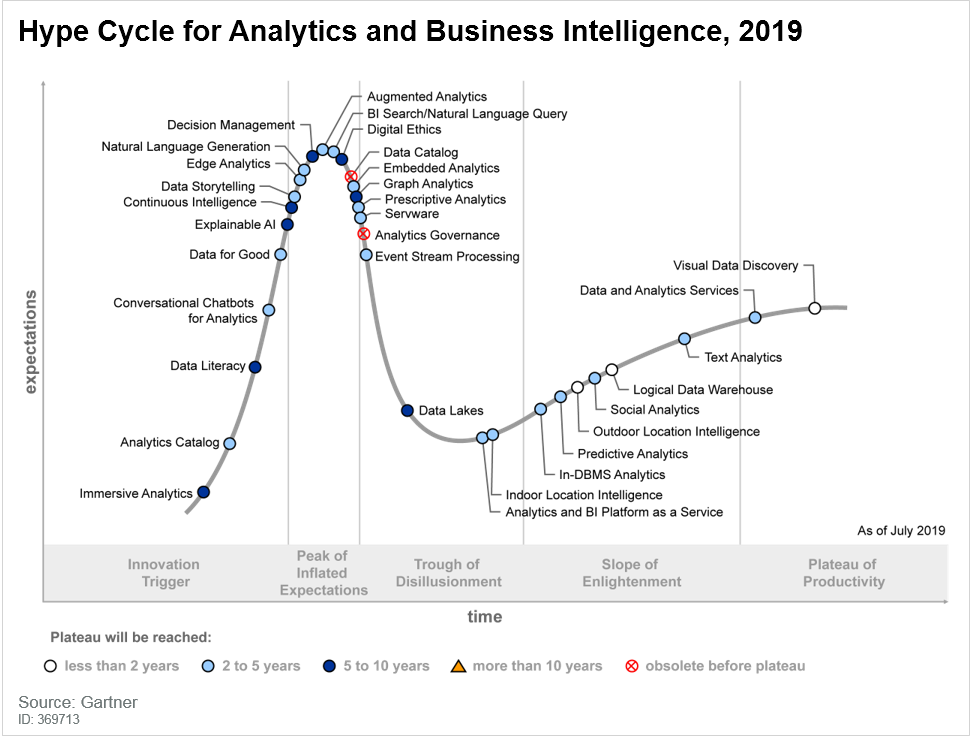 Hype Cycle for Analytics and Business Intelligence, 2019
Augmented Analytics
BI Search/Natural Language Query
Decision Management
Digital Ethics
Natural Language Generation
Data Catalog
Edge Analytics
Embedded Analytics
Data Storytelling
Graph Analytics
Continuous Intelligence
Prescriptive Analytics
Servware
Explainable AI
Analytics Governance
Data for Good
Event Stream Processing
Visual Data Discovery
Data and Analytics Services
Conversational Chatbots
for Analytics
Text Analytics
Data Literacy
Logical Data Warehouse
Data Lakes
Social Analytics
Outdoor Location Intelligence
Analytics Catalog
Predictive Analytics
In-DBMS Analytics
Immersive Analytics
Indoor Location Intelligence
Analytics and BI Platform as a Service
expectations
As of July 2019
Innovation
Trigger
Peak of
Inflated
Expectations
Trough of
Disillusionment
Slope of
Enlightenment
Plateau of
Productivity
time
Plateau will be reached:
less than 2 years
2 to 5 years
5 to 10 years
more than 10 years
obsolete before plateau
Source: Gartner
ID: 369713